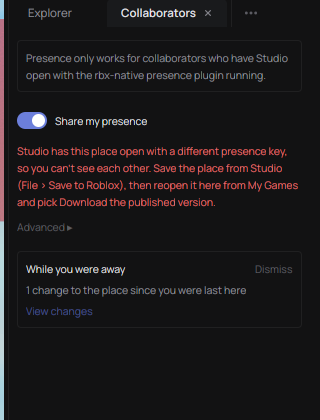 Explorer
Collaborators ×
•••
Presence only works for collaborators who have Studio
open with the rbx-native presence plugin running.
Share my presence
Studio has this place open with a different presence key,
so you can't see each other. Save the place from Studio
(File > Save to Roblox), then reopen it here from My Games
and pick Download the published version.
Advanced ▸
While you were away
Dismiss
1 change to the place since you were last here
View changes